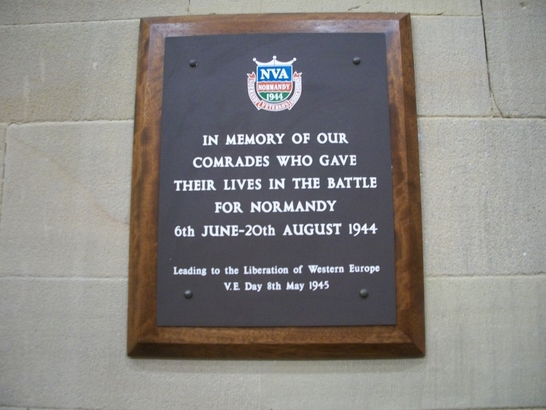 NVA
NORMANDY
1944
IN MEMORY OF OUR
COMRADES WHO GAVE
THEIR LIVES IN THE BATTLE
FOR NORMANDY
6th JUNE-20th AUGUST 1944
Leading to the Liberation of Western Europe
V.E. Day 8th May 1945